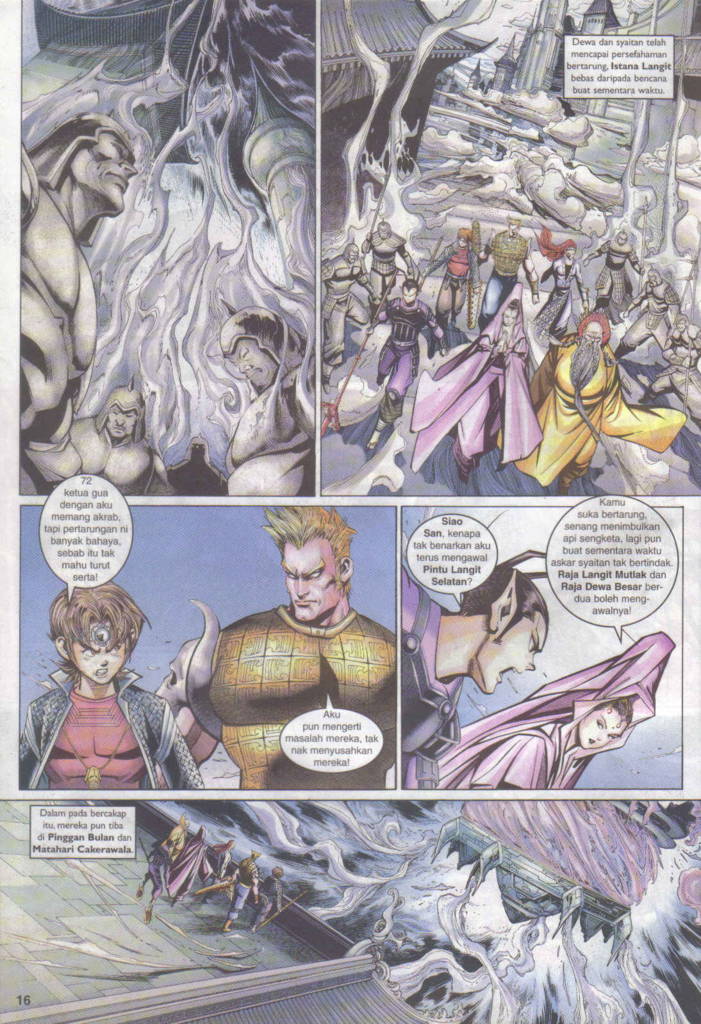 Dewa dan syaitan telah
mencapai persefahaman
bertarung, Istana Langit
bebas daripada bencana
buat sementara waktu.
72
ketua gua
dengan aku
memang akrab,
tapi pertarungan ni
banyak bahaya,
sebab itu tak
mahu turut
serta!
Aku
pun mengerti
masalah mereka, tak
nak menyusahkan
mereka!
Siao
San, kenapa
tak benarkan aku
terus mengawal
Pintu Langit
Selatan?
Kamu
suka bertarung,
senang menimbulkan
api sengketa, lagi pun
buat sementara waktu
askar syaitan tak bertindak.
Raja Langit Mutlak dan
Raja Dewa Besar ber-
dua boleh meng-
awalnya!
Dalam pada bercakap
itu, mereka pun tiba
di Pinggan Bulan dan
Matahari Cakerawala.
16